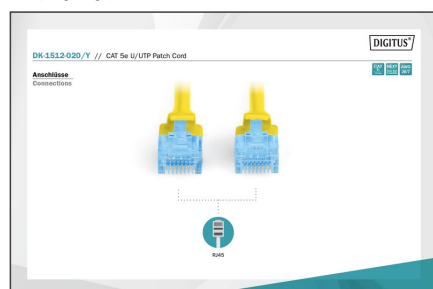 DIGITUS®
DK-1512-020/Y // CAT 5e U/UTP Patch Cord
Anschlüsse
Connections
RJ45